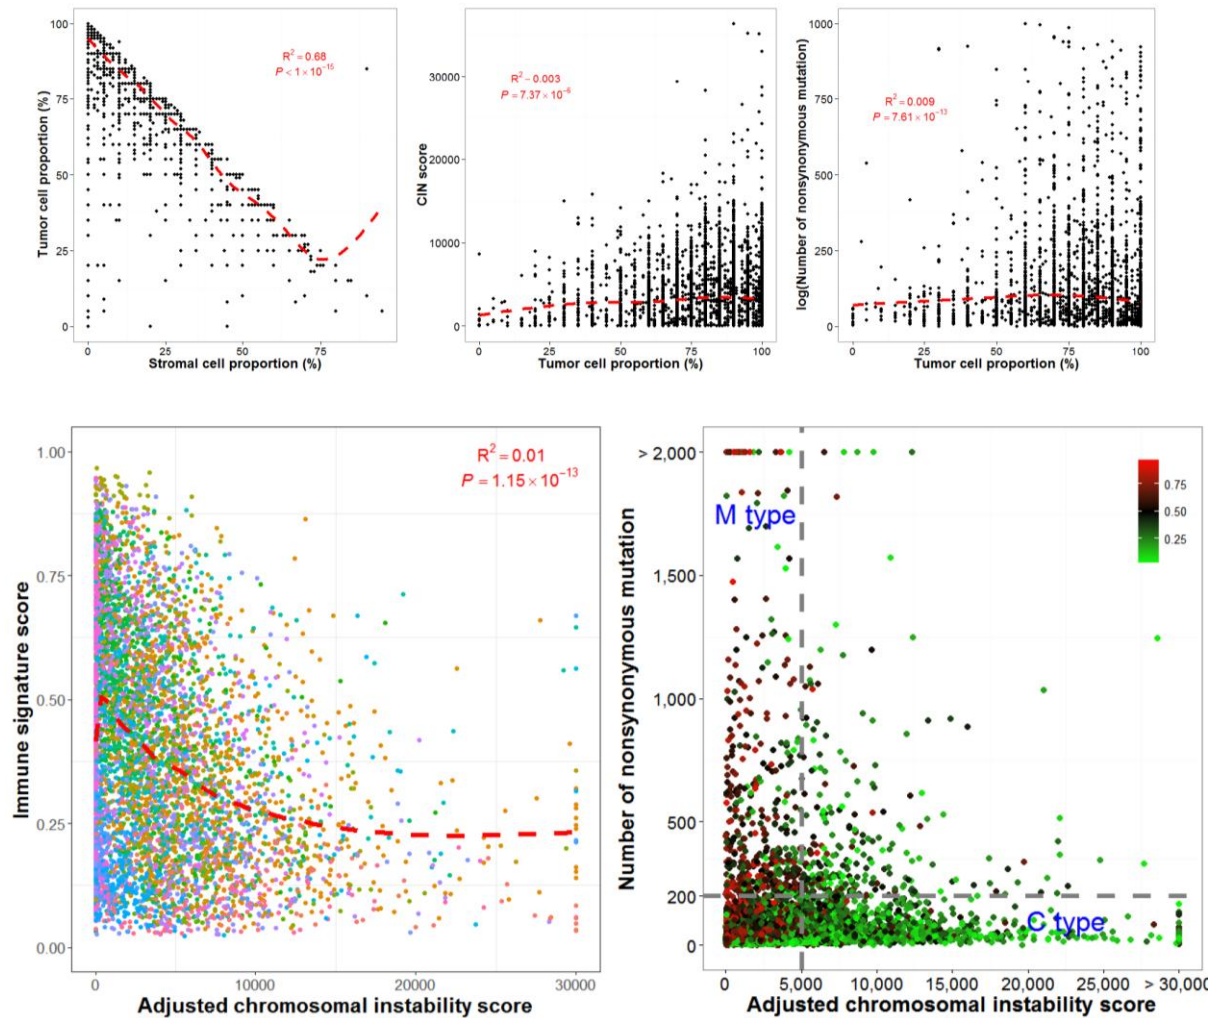 Tumor cell proportion (%)
100
75
50
25
0
R² = 0.68
P < 1 × 10⁻¹⁵
0 25 50 75
Stromal cell proportion (%)
CIN score
30000
20000
10000
0
R² - 0.003
P = 7.37 × 10⁻⁶
0 25 50 75 100
Tumor cell proportion (%)
log(Number of nonsynonymous mutation)
1000
750
500
250
0
R² = 0.009
P = 7.61 × 10⁻¹³
0 25 50 75 100
Tumor cell proportion (%)
Immune signature score
1.00
0.75
0.50
0.25
0.00
R² = 0.01
P = 1.15 × 10⁻¹³
0 10000 20000 30000
Adjusted chromosomal instability score
Number of nonsynonymous mutation
> 2,000
1,500
1,000
500
200
0
M type
0.75
0.50
0.25
C type
0 5,000 10,000 15,000 20,000 25,000 > 30,000
Adjusted chromosomal instability score